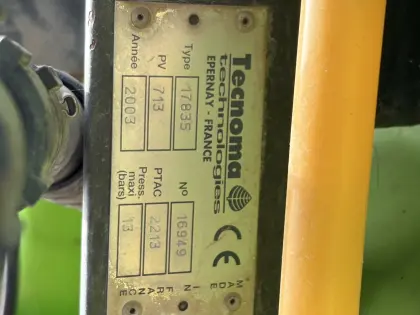 Tecnoma
technologies
EPERNAY - FRANCE
CE
MADE IN FRANCE
Type 17835 N° 16949
PV 713 PTAC 2213
Année 2003 Press. maxi (bars) 13